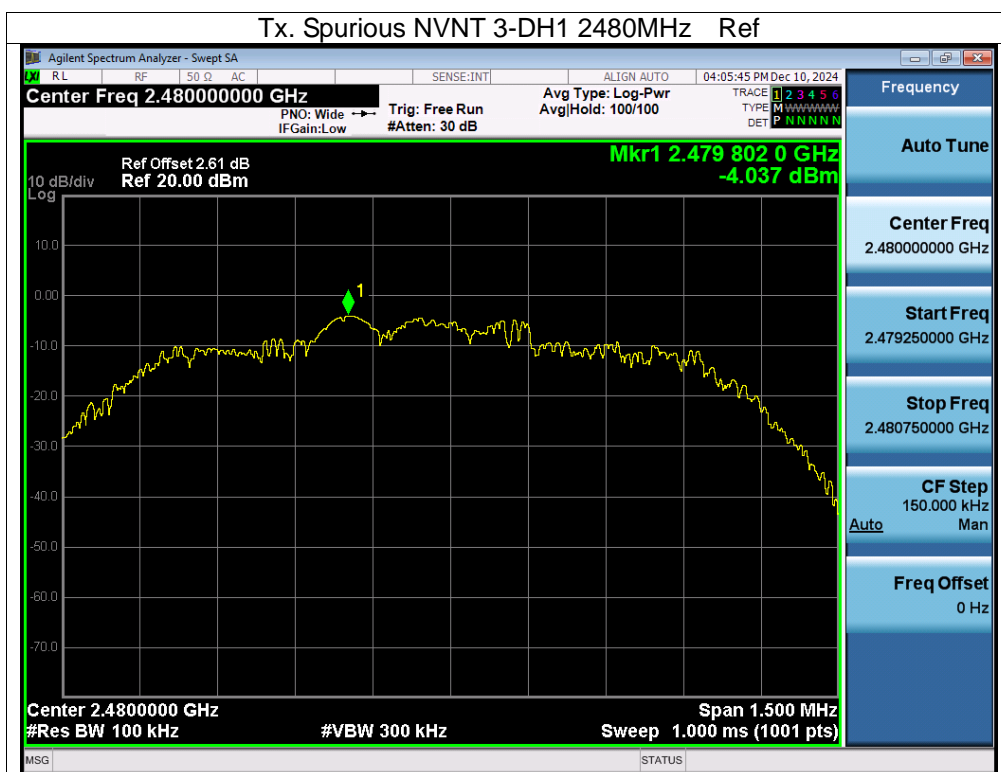 Tx. Spurious NVNT 3-DH1 2480MHz Ref
Agilent Spectrum Analyzer - Swept SA
LXI RL RF 50 Ω AC SENSE:INT ALIGN AUTO 04:05:45 PM Dec 10, 2024
Center Freq 2.480000000 GHz
PNO: Wide
IFGain:Low
Trig: Free Run
#Atten: 30 dB
Avg Type: Log-Pwr
Avg|Hold: 100/100
TRACE 1 2 3 4 5 6
TYPE M WWWWW
DET P N N N N N
Mkr1 2.479 802 0 GHz
-4.037 dBm
Ref Offset 2.61 dB
10 dB/div Ref 20.00 dBm
Log
10.0
0.00
-10.0
-20.0
-30.0
-40.0
-50.0
-60.0
-70.0
1
Center 2.4800000 GHz Span 1.500 MHz
#Res BW 100 kHz #VBW 300 kHz Sweep 1.000 ms (1001 pts)
MSG STATUS
Frequency
Auto Tune
Center Freq
2.480000000 GHz
Start Freq
2.479250000 GHz
Stop Freq
2.480750000 GHz
CF Step
150.000 kHz
Auto Man
Freq Offset
0 Hz